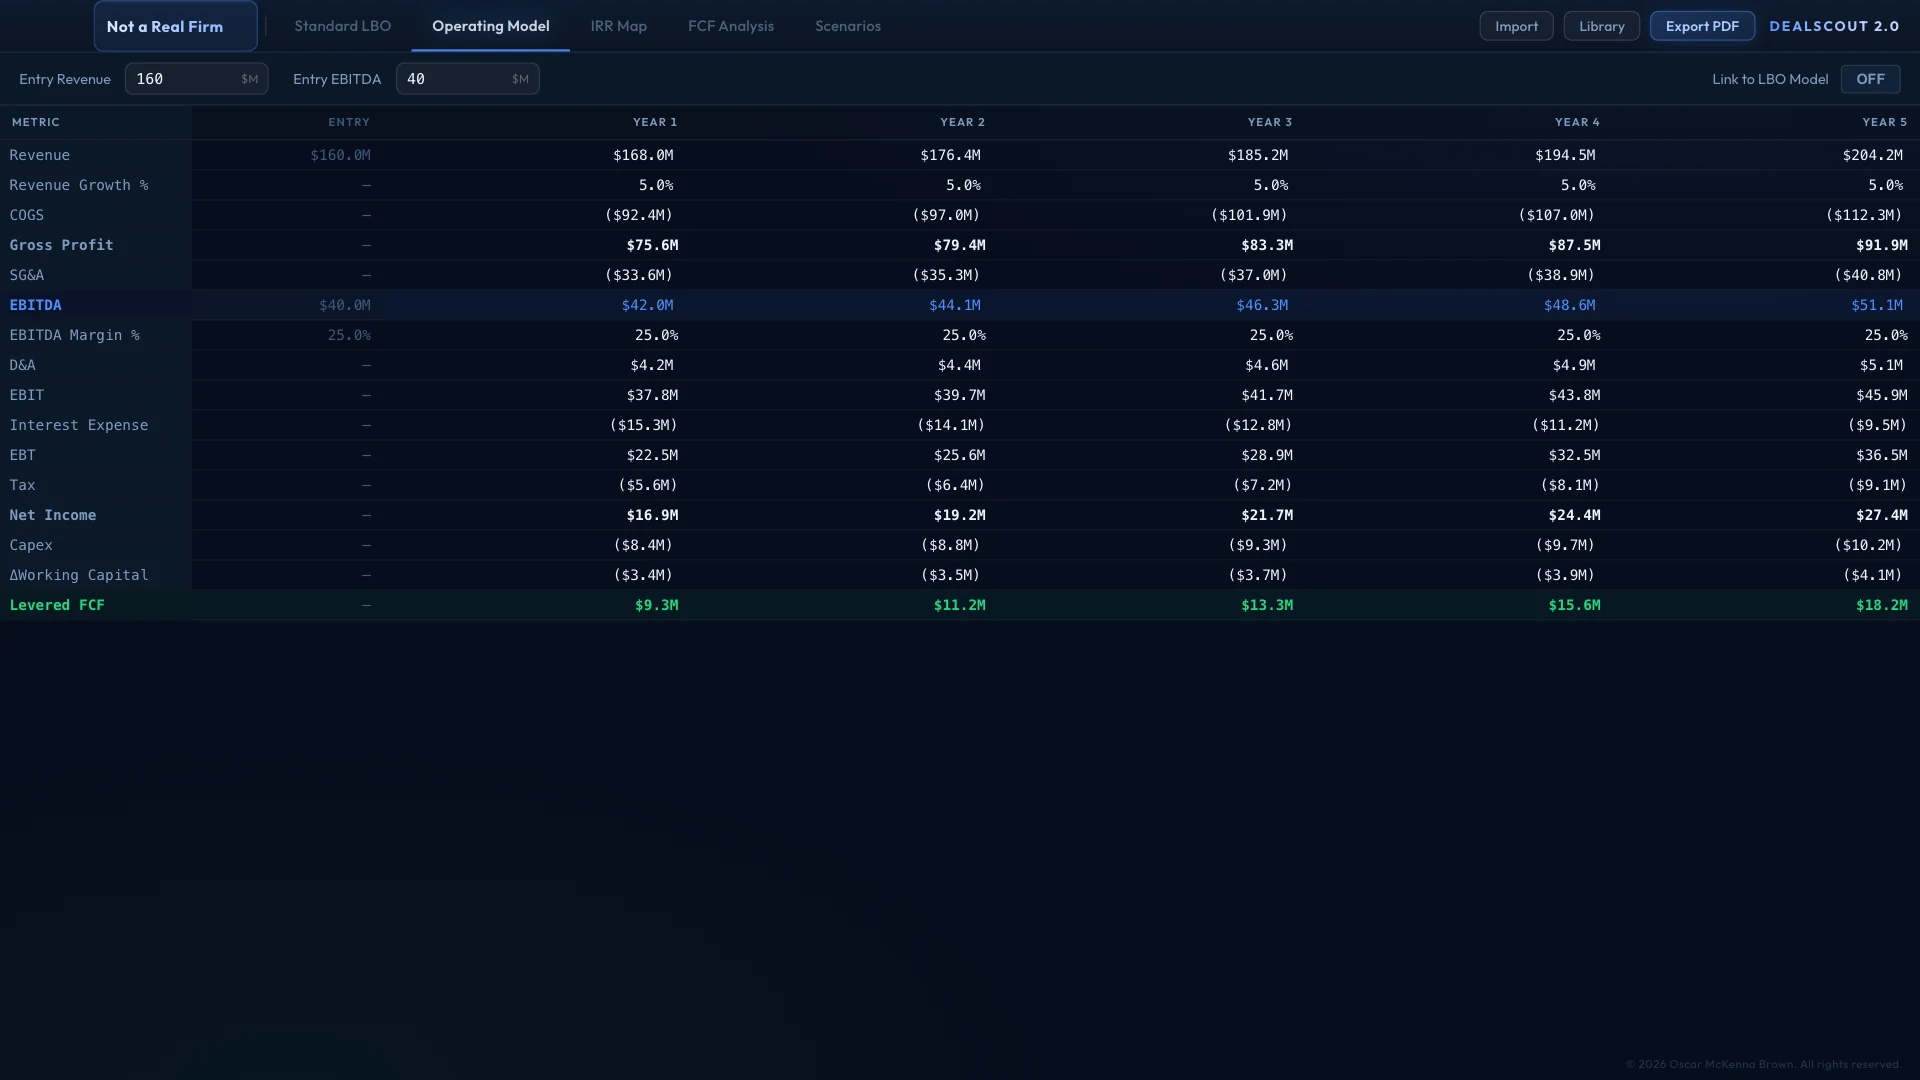 Not a Real Firm Standard LBO Operating Model IRR Map FCF Analysis Scenarios Import Library Export PDF DEALSCOUT 2.0
Entry Revenue 160 $M Entry EBITDA 40 $M Link to LBO Model OFF
METRIC ENTRY YEAR 1 YEAR 2 YEAR 3 YEAR 4 YEAR 5
Revenue $160.0M $168.0M $176.4M $185.2M $194.5M $204.2M
Revenue Growth % — 5.0% 5.0% 5.0% 5.0% 5.0%
COGS — ($92.4M) ($97.0M) ($101.9M) ($107.0M) ($112.3M)
Gross Profit — $75.6M $79.4M $83.3M $87.5M $91.9M
SG&A — ($33.6M) ($35.3M) ($37.0M) ($38.9M) ($40.8M)
EBITDA $40.0M $42.0M $44.1M $46.3M $48.6M $51.1M
EBITDA Margin % 25.0% 25.0% 25.0% 25.0% 25.0% 25.0%
D&A — $4.2M $4.4M $4.6M $4.9M $5.1M
EBIT — $37.8M $39.7M $41.7M $43.8M $45.9M
Interest Expense — ($15.3M) ($14.1M) ($12.8M) ($11.2M) ($9.5M)
EBT — $22.5M $25.6M $28.9M $32.5M $36.5M
Tax — ($5.6M) ($6.4M) ($7.2M) ($8.1M) ($9.1M)
Net Income — $16.9M $19.2M $21.7M $24.4M $27.4M
Capex — ($8.4M) ($8.8M) ($9.3M) ($9.7M) ($10.2M)
ΔWorking Capital — ($3.4M) ($3.5M) ($3.7M) ($3.9M) ($4.1M)
Levered FCF — $9.3M $11.2M $13.3M $15.6M $18.2M
© 2026 Oscar McKenna Brown. All rights reserved.